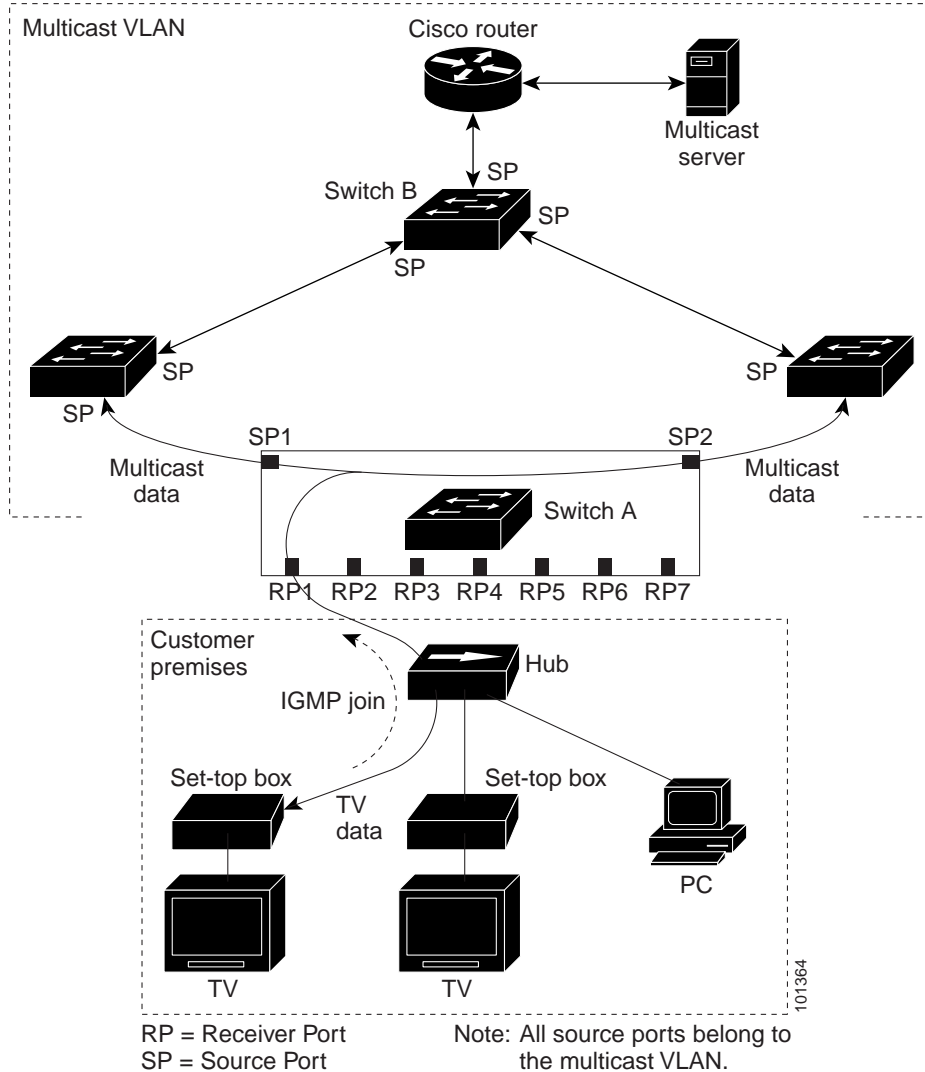 Multicast VLAN
Cisco router
Multicast
server
SP
Switch B
SP
SP
SP
SP
SP
SP1
SP2
Multicast
data
Multicast
data
Switch A
RP1 RP2 RP3 RP4 RP5 RP6 RP7
Customer
premises
Hub
IGMP join
Set-top box
Set-top box
TV
data
PC
TV
TV
101364
RP = Receiver Port
SP = Source Port
Note: All source ports belong to
the multicast VLAN.